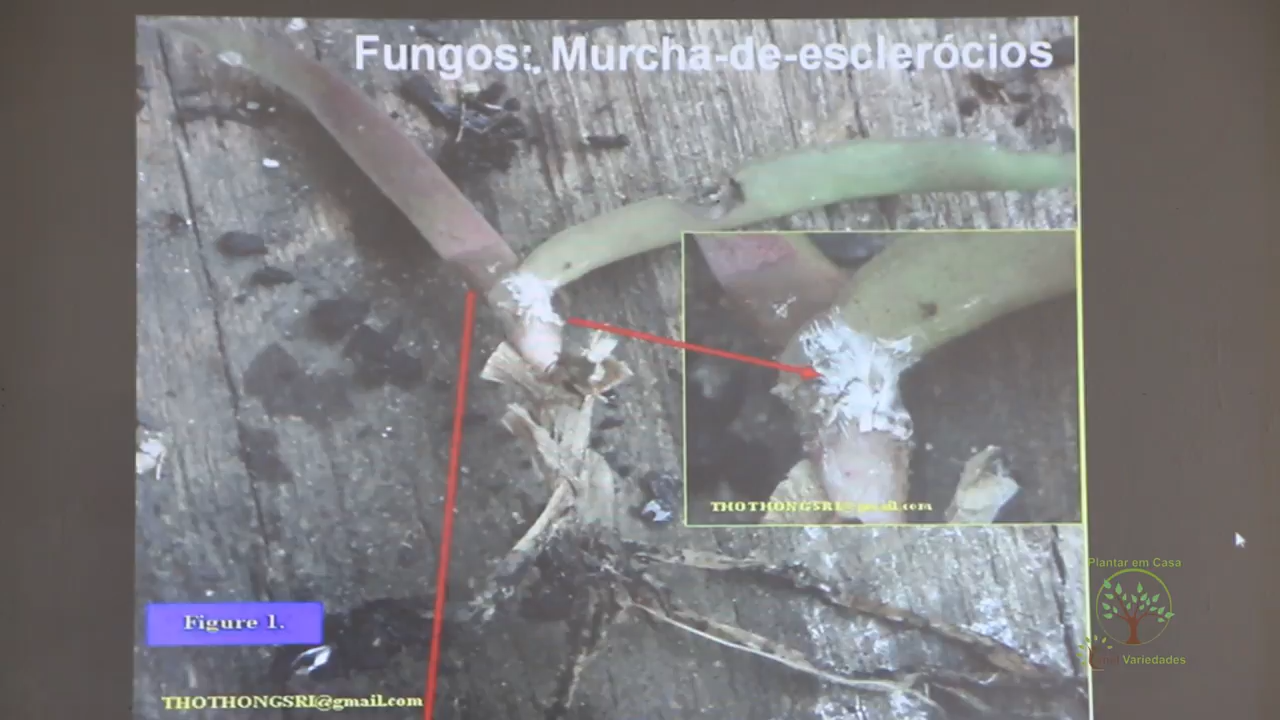 Fungos: Murcha-de-esclerócios
THOTHONGSRI@gmail.com
Plantar em Casa
Variedades
Figure 1.
THOTHONGSRI@gmail.com